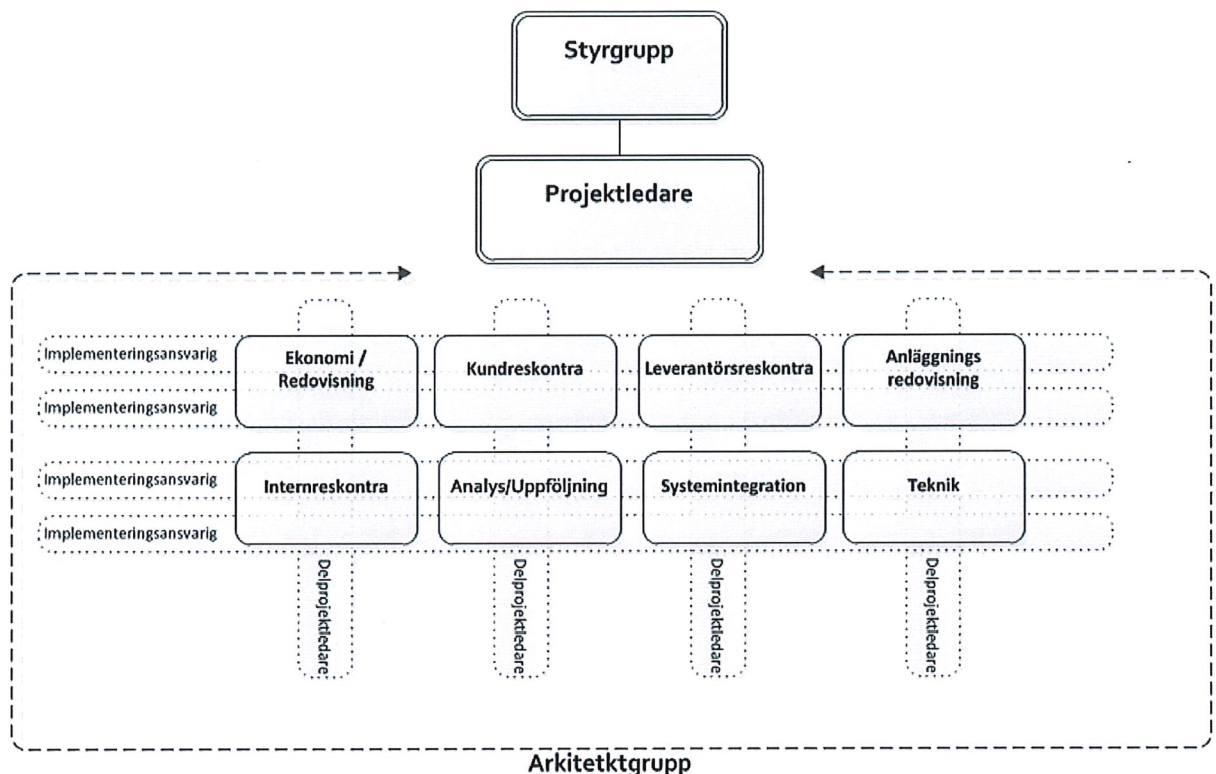 Styrgrupp
Projektledare
Implementeringsansvarig
Ekonomi /
Redovisning
Kundreskontra
Leverantörsreskontra
Anläggnings
redovisning
Implementeringsansvarig
Implementeringsansvarig
Internreskontra
Analys/Uppföljning
Systemintegration
Teknik
Implementeringsansvarig
Delprojektledare
Delprojektledare
Delprojektledare
Delprojektledare
Arkitetktgrupp